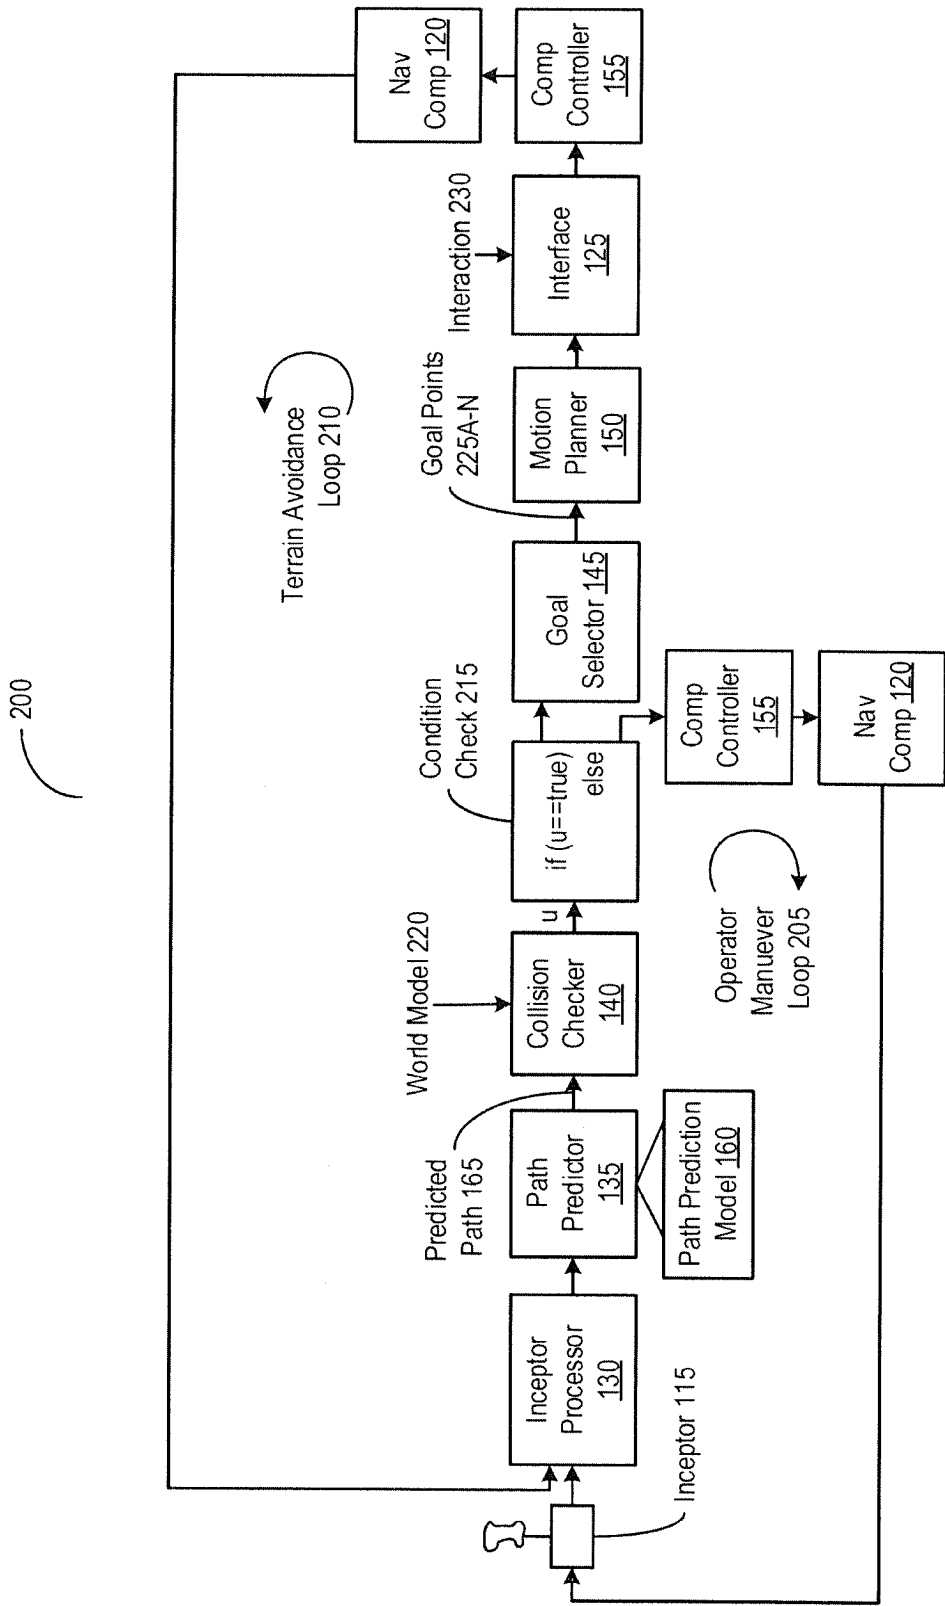 200
Terrain Avoidance
Loop 210
Nav
Comp 120
Comp
Controller
155
Interaction 230
Interface
125
Goal Points
225A-N
Motion
Planner
150
Goal
Selector 145
Condition
Check 215
if (u==true)
else
u
Comp
Controller
155
Nav
Comp 120
Operator
Manuever
Loop 205
World Model 220
Collision
Checker
140
Predicted
Path 165
Path
Predictor
135
Path Prediction
Model 160
Inceptor
Processor
130
Inceptor 115